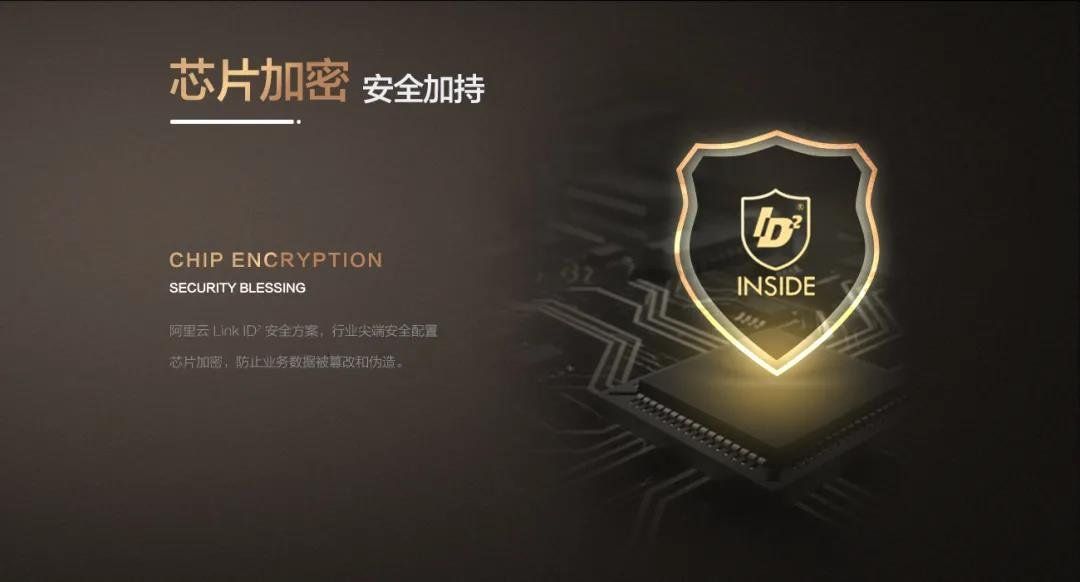 芯片加密 安全加持
CHIP ENCRYPTION
SECURITY BLESSING
阿里云 Link ID² 安全方案，行业尖端安全配置
芯片加密，防止业务数据被篡改和伪造。
ID²®
INSIDE